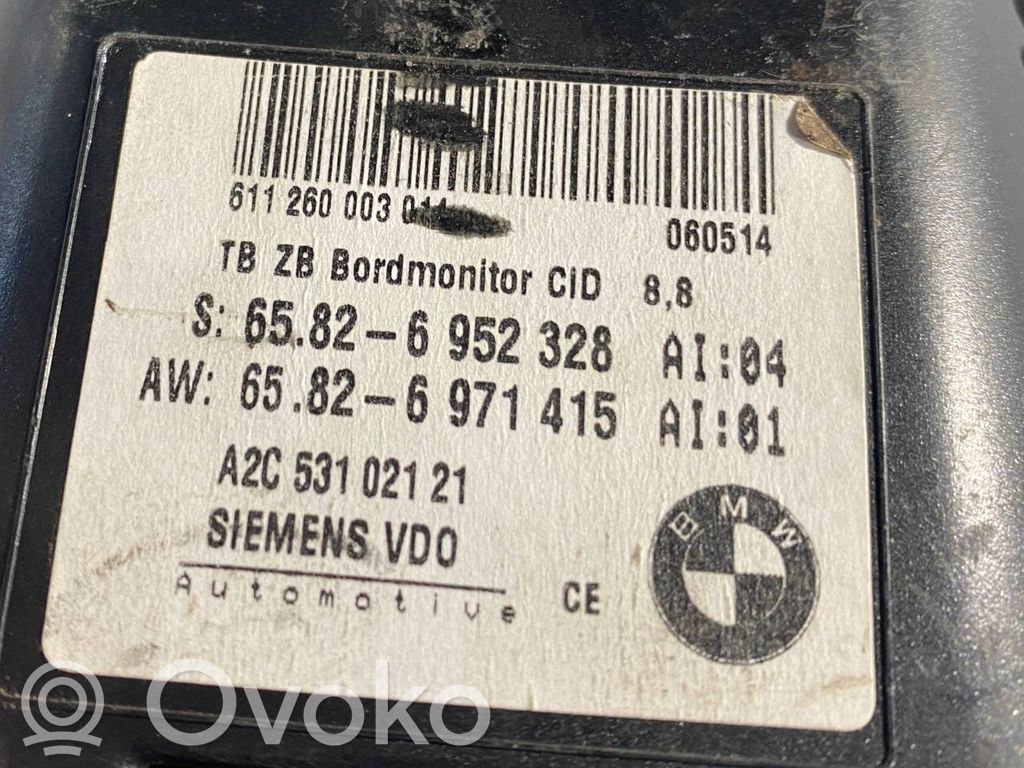 611 260 003
060514
TB ZB Bordmonitor CID 8,8
S: 65.82-6 952 328 AI:04
AW: 65.82-6 971 415 AI:01
A2C 531 021 21
SIEMENS VDO
Automotive
CE
BMW
Ovoko